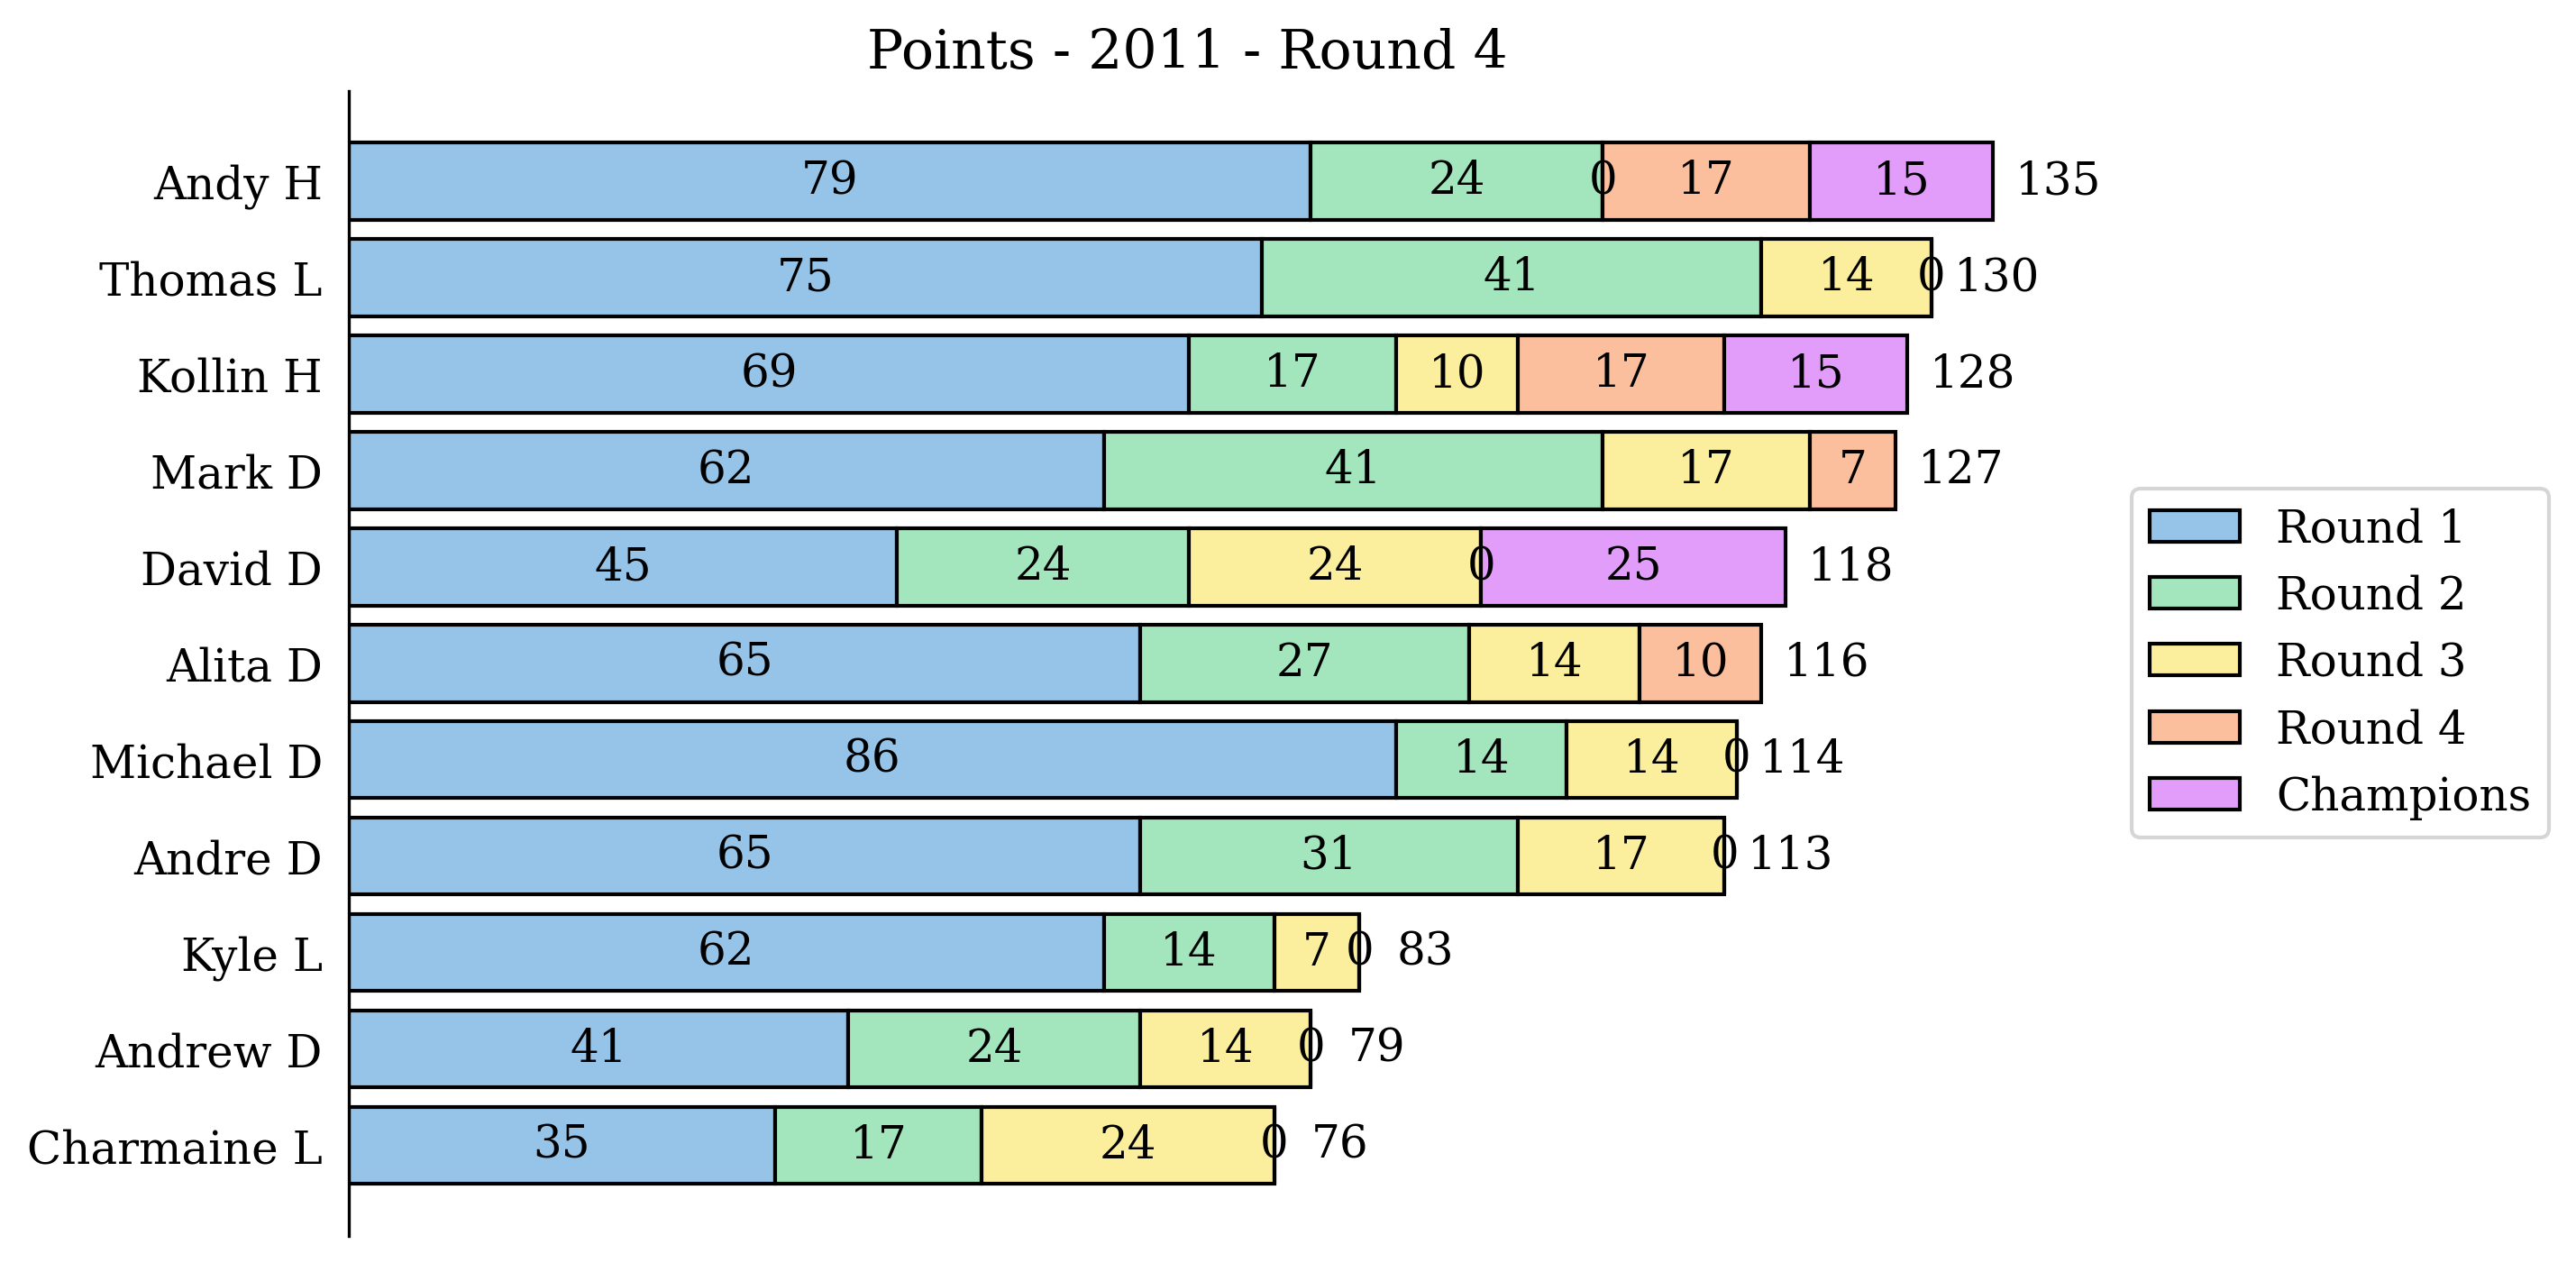 Points - 2011 - Round 4
Andy H 79 24 0 17 15 135
Thomas L 75 41 14 0 130
Kollin H 69 17 10 17 15 128
Mark D 62 41 17 7 127
David D 45 24 24 0 25 118
Alita D 65 27 14 10 116
Michael D 86 14 14 0 114
Andre D 65 31 17 0 113
Kyle L 62 14 7 0 83
Andrew D 41 24 14 0 79
Charmaine L 35 17 24 0 76
Round 1
Round 2
Round 3
Round 4
Champions